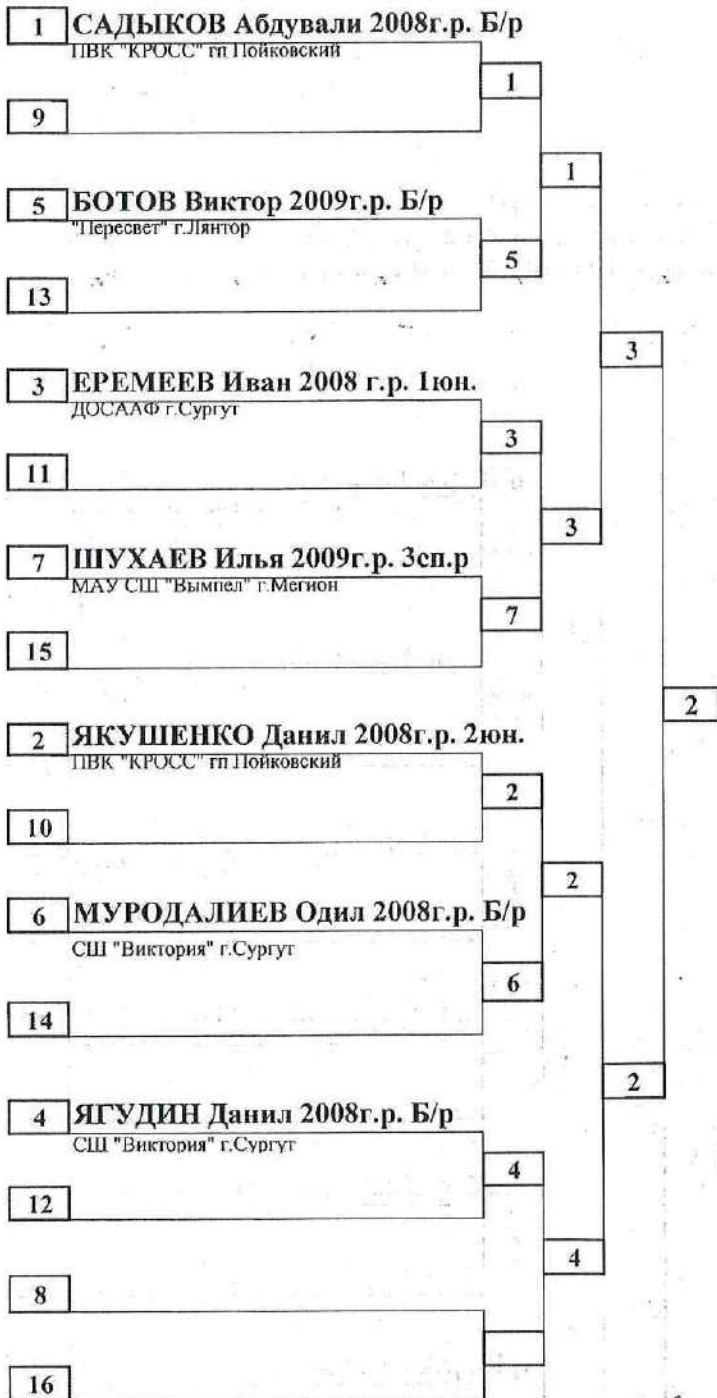 1 САДЫКОВ Абдували 2008г.р. Б/р
ПВК "КРОСС" гп Пойковский
1
9
1
5 БОТОВ Виктор 2009г.р. Б/р
"Пересвет" г.Лянтор
5
13
3
3 ЕРЕМЕЕВ Иван 2008 г.р. 1юн.
ДОСААФ г.Сургут
3
11
3
7 ШУХАЕВ Илья 2009г.р. 3сп.р
МАУ СШ "Вымпел" г.Мегион
7
15
2
2 ЯКУШЕНКО Данил 2008г.р. 2юн.
ПВК "КРОСС" гп Пойковский
2
10
2
6 МУРОДАЛИЕВ Одил 2008г.р. Б/р
СШ "Виктория" г.Сургут
6
14
2
4 ЯГУДИН Данил 2008г.р. Б/р
СШ "Виктория" г.Сургут
4
12
4
8
16